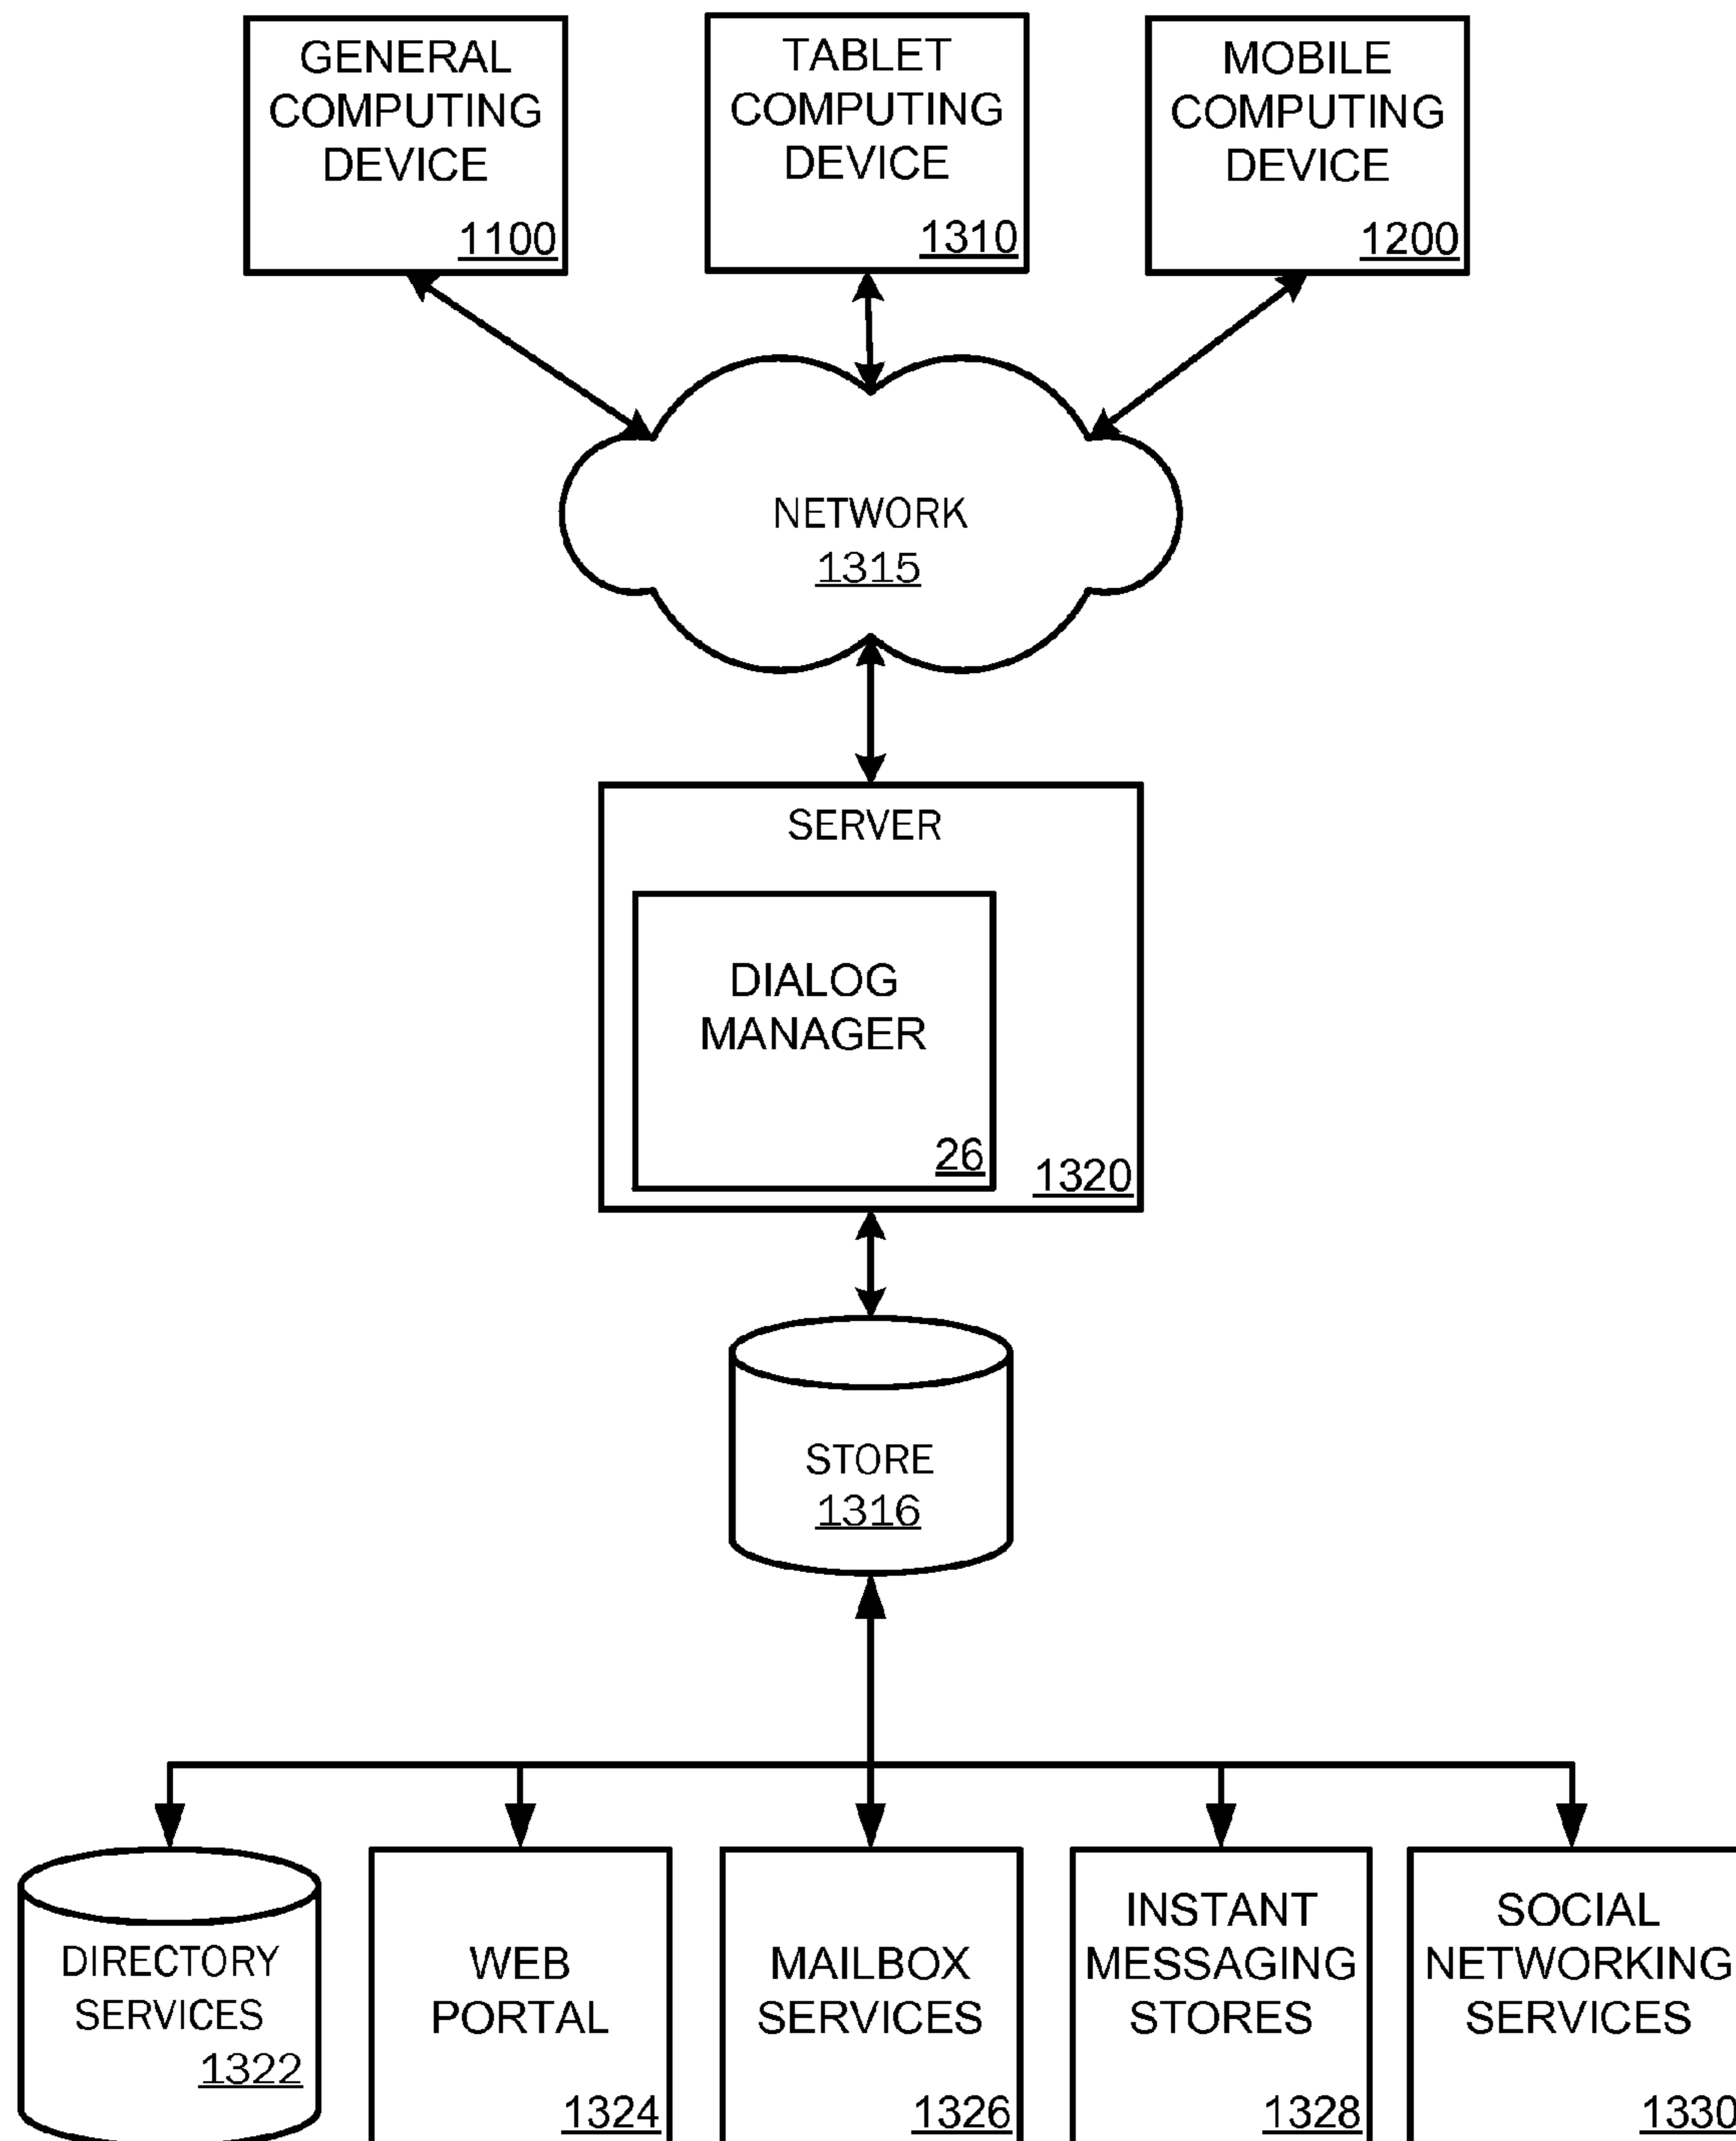 GENERAL
COMPUTING
DEVICE
1100
TABLET
COMPUTING
DEVICE
1310
MOBILE
COMPUTING
DEVICE
1200
NETWORK
1315
SERVER
DIALOG
MANAGER
26
1320
STORE
1316
DIRECTORY
SERVICES
1322
WEB
PORTAL
1324
MAILBOX
SERVICES
1326
INSTANT
MESSAGING
STORES
1328
SOCIAL
NETWORKING
SERVICES
1330